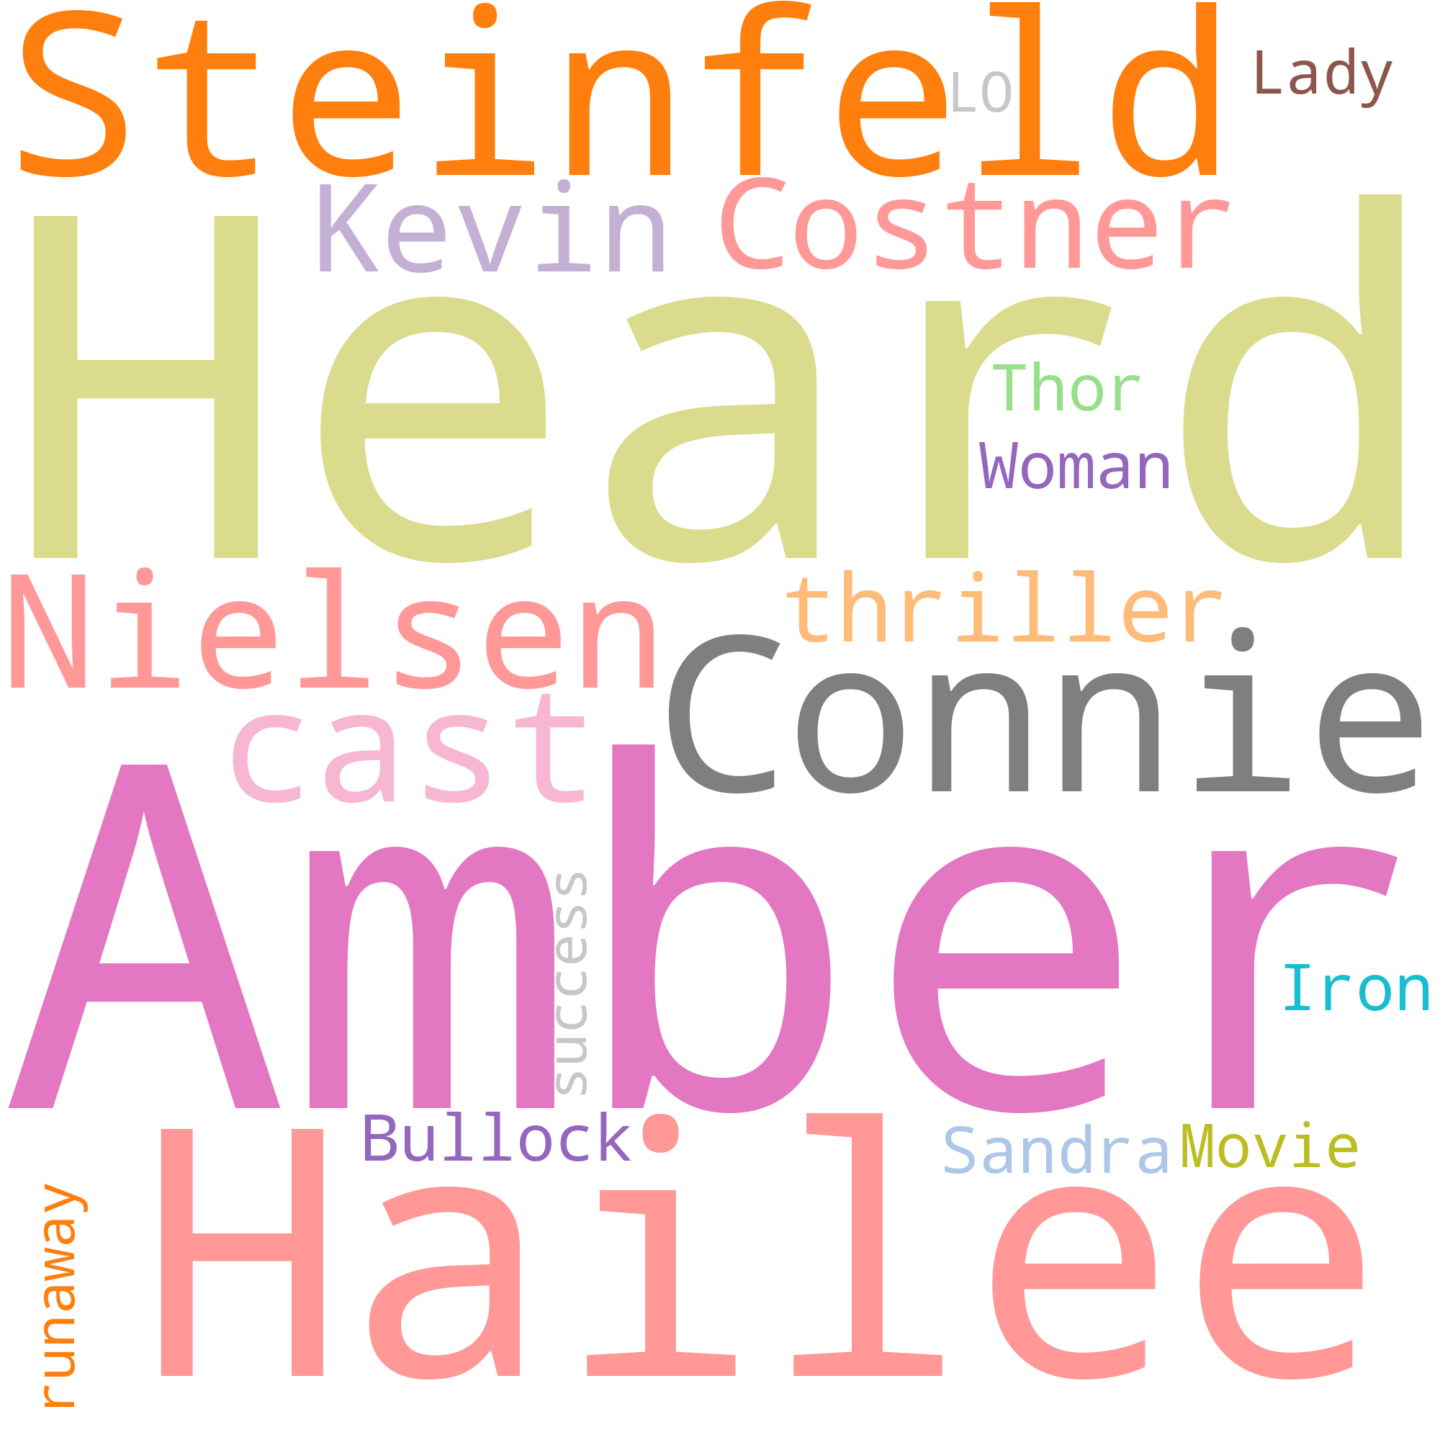 Steinfeld
LO
Lady
Kevin
Costner
Heard
Thor
Woman
Nielsen
thriller
Connie
cast
Amber
success
Iron
Bullock
Sandra
Movie
Hailee
runaway